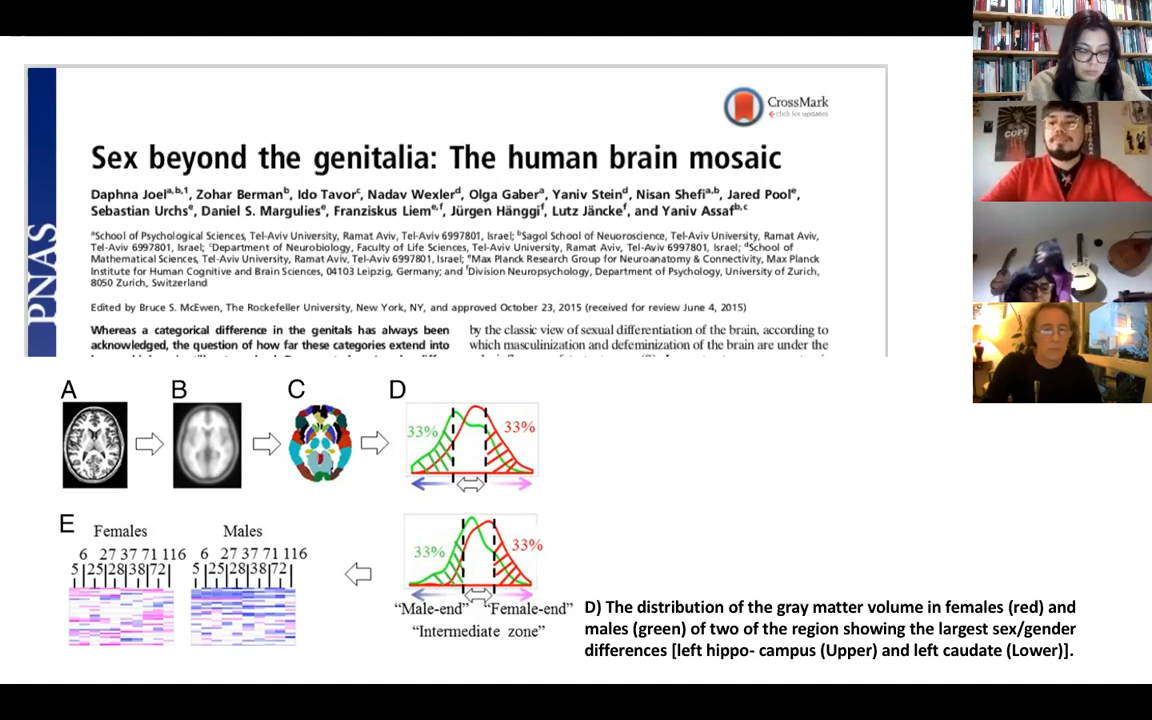 CrossMark
click for updates
PNAS
Sex beyond the genitalia: The human brain mosaic
Daphna Joel^a,b,1, Zohar Berman^b, Ido Tavor^c, Nadav Wexler^d, Olga Gaber^a, Yaniv Stein^d, Nisan Shefi^a,b, Jared Pool^e,
Sebastian Urchs^e, Daniel S. Margulies^e, Franziskus Liem^e,f, Jürgen Hänggi^f, Lutz Jäncke^f, and Yaniv Assaf^b,c
^aSchool of Psychological Sciences, Tel-Aviv University, Ramat Aviv, Tel-Aviv 6997801, Israel; ^bSagol School of Neuroscience, Tel-Aviv University, Ramat Aviv,
Tel-Aviv 6997801, Israel; ^cDepartment of Neurobiology, Faculty of Life Sciences, Tel-Aviv University, Ramat Aviv, Tel-Aviv 6997801, Israel; ^dSchool of
Mathematical Sciences, Tel-Aviv University, Ramat Aviv, Tel-Aviv 6997801, Israel; ^eMax Planck Research Group for Neuroanatomy & Connectivity, Max Planck
Institute for Human Cognitive and Brain Sciences, 04103 Leipzig, Germany; and ^fDivision Neuropsychology, Department of Psychology, University of Zurich,
8050 Zurich, Switzerland
Edited by Bruce S. McEwen, The Rockefeller University, New York, NY, and approved October 23, 2015 (received for review June 4, 2015)
Whereas a categorical difference in the genitals has always been
acknowledged, the question of how far these categories extend into
by the classic view of sexual differentiation of the brain, according to
which masculinization and defeminization of the brain are under the
A
B
C
D
33%
33%
E
Females
Males
6 27 37 71 116
5 25 28 38 72
6 27 37 71 116
5 25 28 38 72
33%
33%
"Male-end" "Female-end"
"Intermediate zone"
D) The distribution of the gray matter volume in females (red) and
males (green) of two of the region showing the largest sex/gender
differences [left hippo- campus (Upper) and left caudate (Lower)].